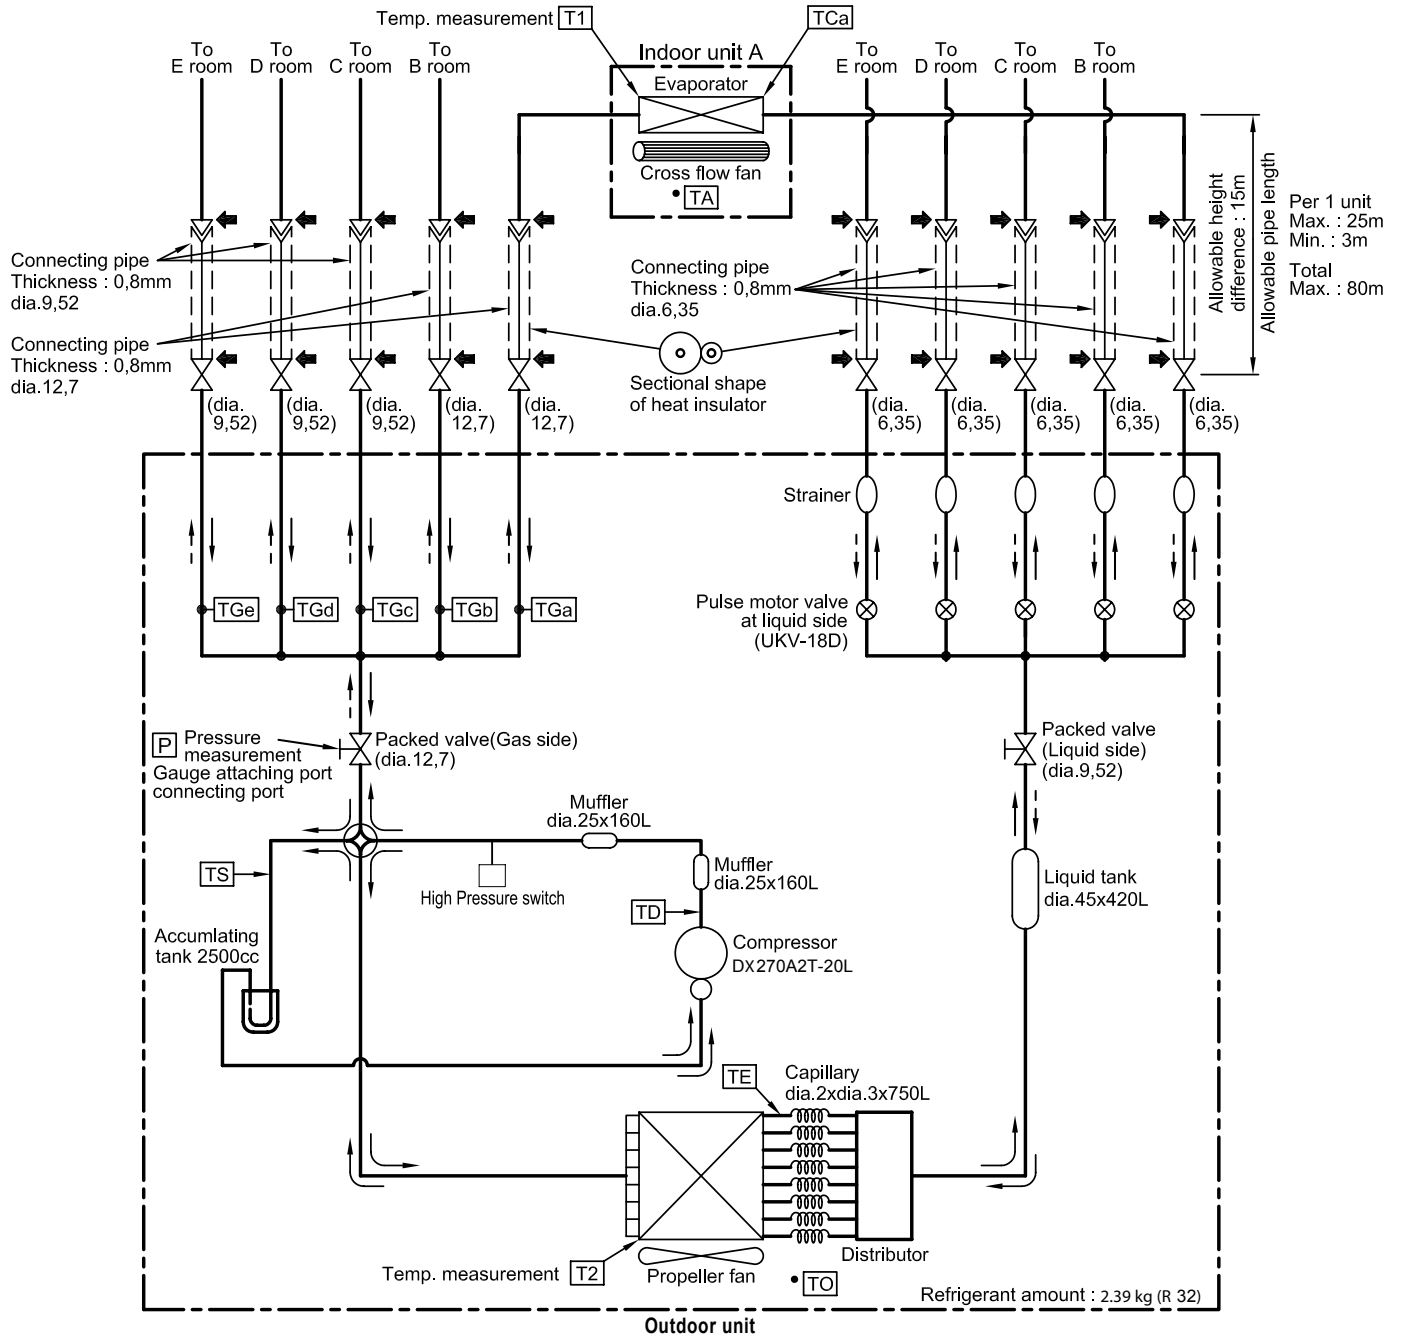 Temp. measurement T1
TCa
To
E room
To
D room
To
C room
To
B room
Indoor unit A
Evaporator
Cross flow fan
TA
To
E room
To
D room
To
C room
To
B room
Allowable height
difference : 15m
Allowable pipe length
Per 1 unit
Max. : 25m
Min. : 3m
Total
Max. : 80m
Connecting pipe
Thickness : 0,8mm
dia.9,52
Connecting pipe
Thickness : 0,8mm
dia.12,7
Connecting pipe
Thickness : 0,8mm
dia.6,35
Sectional shape
of heat insulator
(dia.
9,52)
(dia.
9,52)
(dia.
9,52)
(dia.
12,7)
(dia.
12,7)
(dia.
6,35)
(dia.
6,35)
(dia.
6,35)
(dia.
6,35)
(dia.
6,35)
Strainer
TGe
TGd
TGc
TGb
TGa
Pulse motor valve
at liquid side
(UKV-18D)
P Pressure
measurement
Gauge attaching port
connecting port
Packed valve(Gas side)
(dia.12,7)
Packed valve
(Liquid side)
(dia.9,52)
Muffler
dia.25x160L
Muffler
dia.25x160L
TS
High Pressure switch
TD
Liquid tank
dia.45x420L
Accumlating
tank 2500cc
Compressor
DX270A2T-20L
TE
Capillary
dia.2xdia.3x750L
Distributor
Temp. measurement T2
Propeller fan
TO
Refrigerant amount : 2.39 kg (R 32)
Outdoor unit